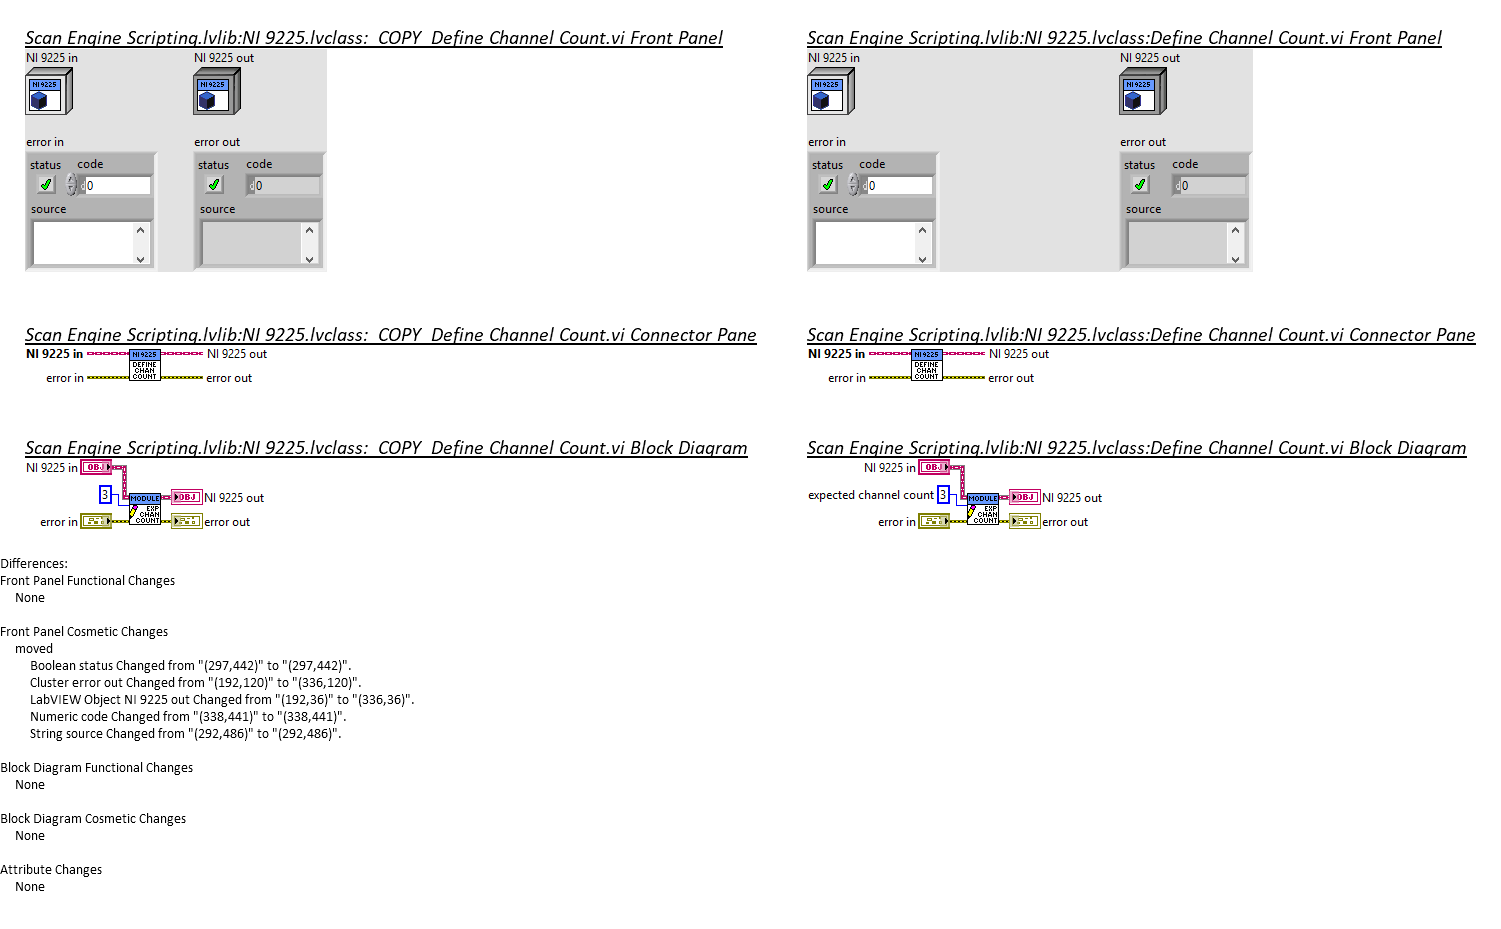 Scan Engine Scripting.lvlib:NI 9225.lvclass:_COPY_Define Channel Count.vi Front Panel
NI 9225 in
NI 9225 out
NI 9225
NI 9225
error in
error out
status
code
status
code
d
0
d
0
source
source
Scan Engine Scripting.lvlib:NI 9225.lvclass:Define Channel Count.vi Front Panel
NI 9225 in
NI 9225 out
NI 9225
NI 9225
error in
error out
status
code
status
code
d
0
d
0
source
source
Scan Engine Scripting.lvlib:NI 9225.lvclass:_COPY_Define Channel Count.vi Connector Pane
NI 9225 in
NI 9225
NI 9225 out
DEFINE
CHAN
COUNT
error in
error out
Scan Engine Scripting.lvlib:NI 9225.lvclass:Define Channel Count.vi Connector Pane
NI 9225 in
NI 9225
NI 9225 out
DEFINE
CHAN
COUNT
error in
error out
Scan Engine Scripting.lvlib:NI 9225.lvclass:_COPY_Define Channel Count.vi Block Diagram
NI 9225 in
OBJ
3
MODULE
OBJ
NI 9225 out
EXP
CHAN
COUNT
error in
error out
Scan Engine Scripting.lvlib:NI 9225.lvclass:Define Channel Count.vi Block Diagram
NI 9225 in
OBJ
expected channel count
3
MODULE
OBJ
NI 9225 out
EXP
CHAN
COUNT
error in
error out
Differences:
Front Panel Functional Changes
None
Front Panel Cosmetic Changes
moved
Boolean status Changed from "(297,442)" to "(297,442)".
Cluster error out Changed from "(192,120)" to "(336,120)".
LabVIEW Object NI 9225 out Changed from "(192,36)" to "(336,36)".
Numeric code Changed from "(338,441)" to "(338,441)".
String source Changed from "(292,486)" to "(292,486)".
Block Diagram Functional Changes
None
Block Diagram Cosmetic Changes
None
Attribute Changes
None